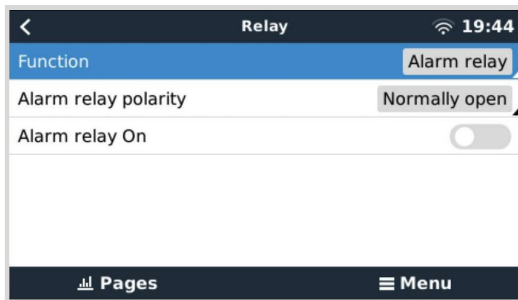 Relay 19:44
Function Alarm relay
Alarm relay polarity Normally open
Alarm relay On
Pages Menu